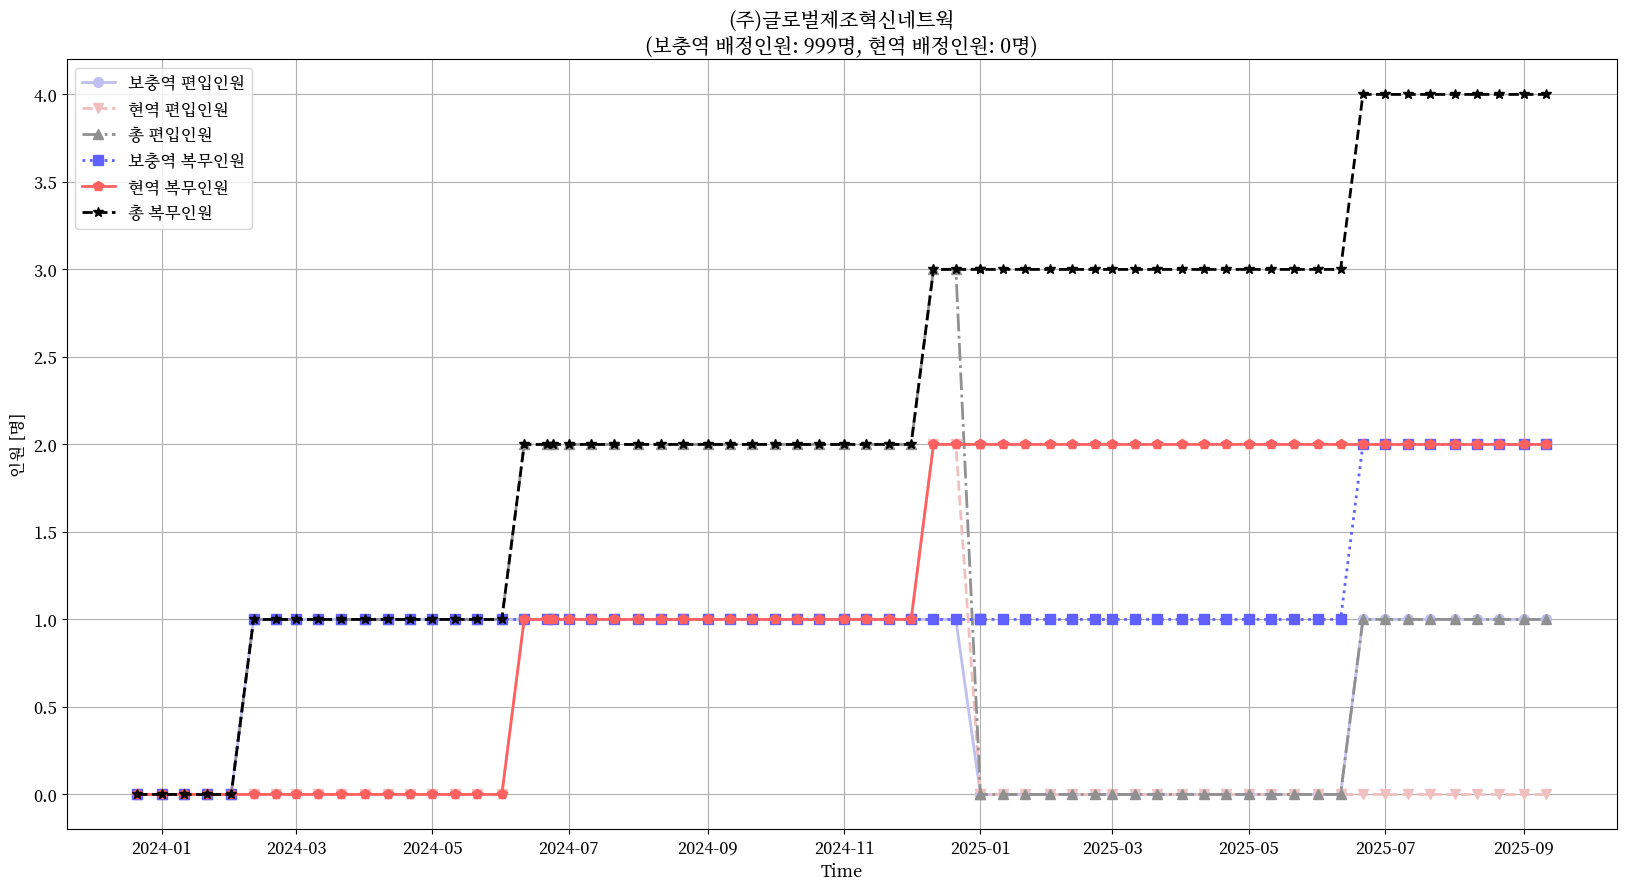 (주)글로벌제조혁신네트웍
(보충역 배정인원: 999명, 현역 배정인원: 0명)
보충역 편입인원
현역 편입인원
총 편입인원
보충역 복무인원
현역 복무인원
총 복무인원
인원 [명]
4.0
3.5
3.0
2.5
2.0
1.5
1.0
0.5
0.0
2024-01 2024-03 2024-05 2024-07 2024-09 2024-11 2025-01 2025-03 2025-05 2025-07 2025-09
Time